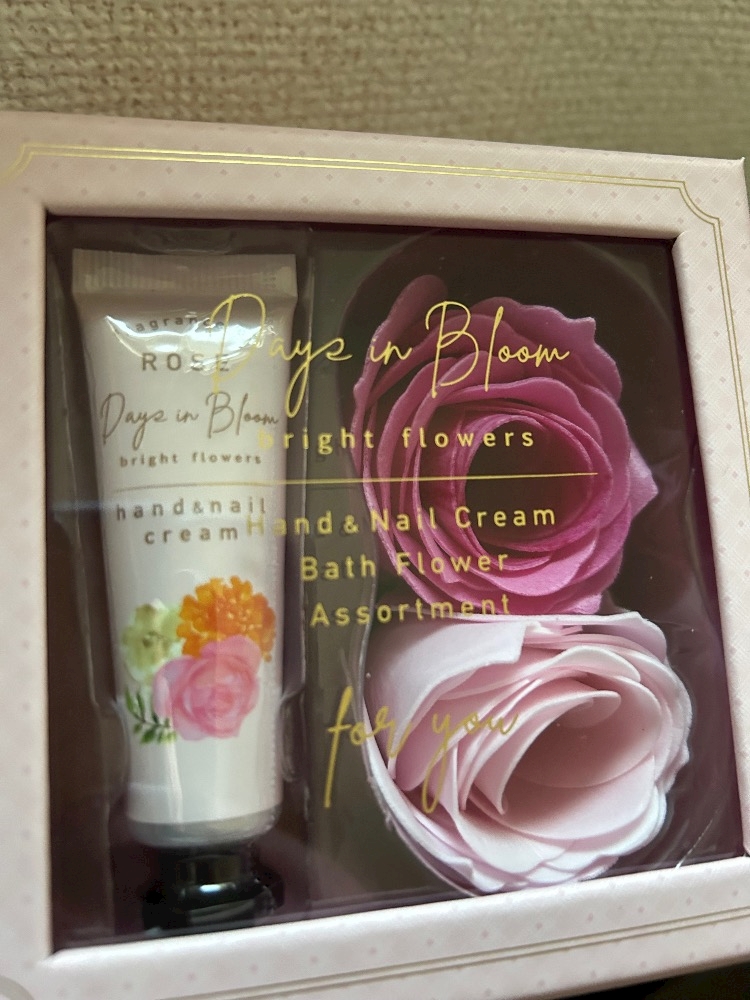 Days in Bloom
bright flowers
Hand & Nail Cream
Bath Flower
Assortment
for you
ROSE
Days in Bloom
bright flowers
hand&nail
cream